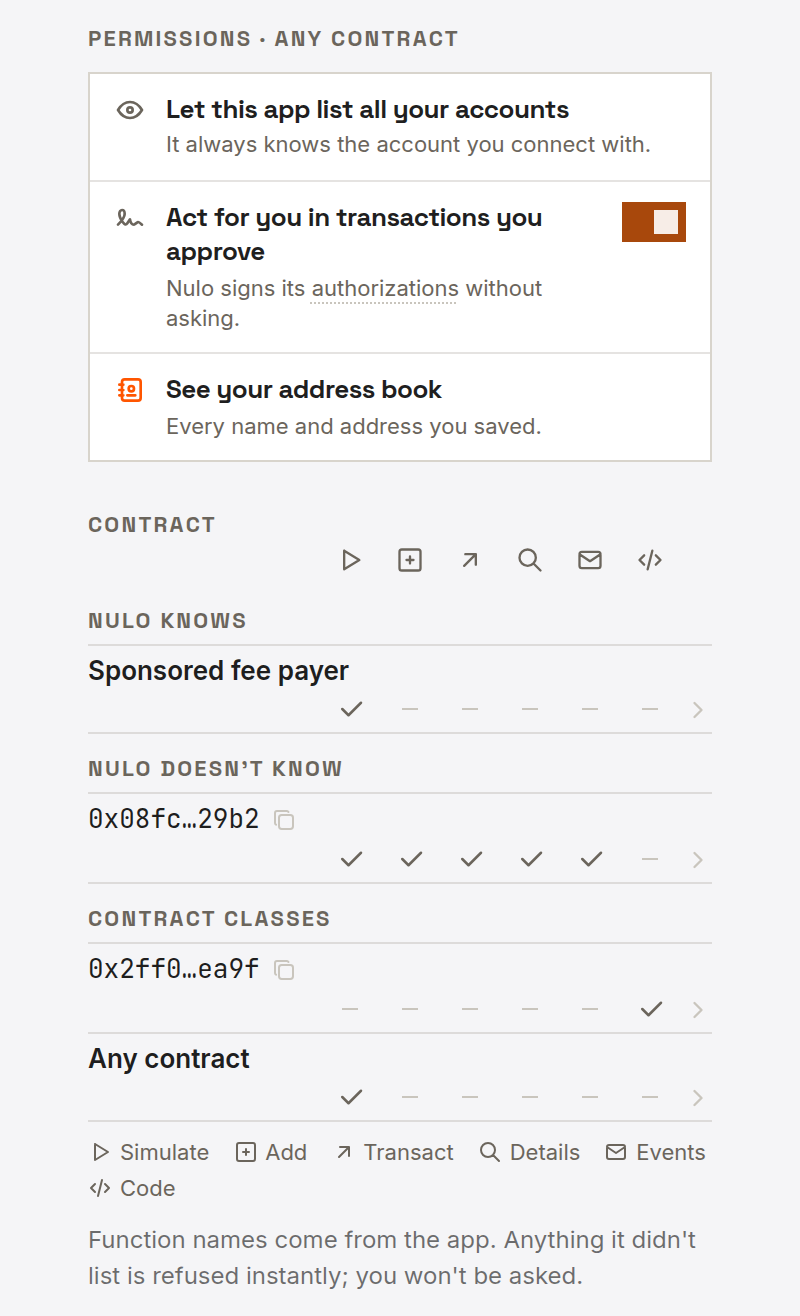 PERMISSIONS · ANY CONTRACT
Let this app list all your accounts
It always knows the account you connect with.
Act for you in transactions you
approve
Nulo signs its authorizations without
asking.
See your address book
Every name and address you saved.
CONTRACT
NULO KNOWS
Sponsored fee payer
NULO DOESN’T KNOW
0x08fc…29b2
CONTRACT CLASSES
0x2ff0…ea9f
Any contract
Simulate Add Transact Details Events
Code
Function names come from the app. Anything it didn't
list is refused instantly; you won't be asked.